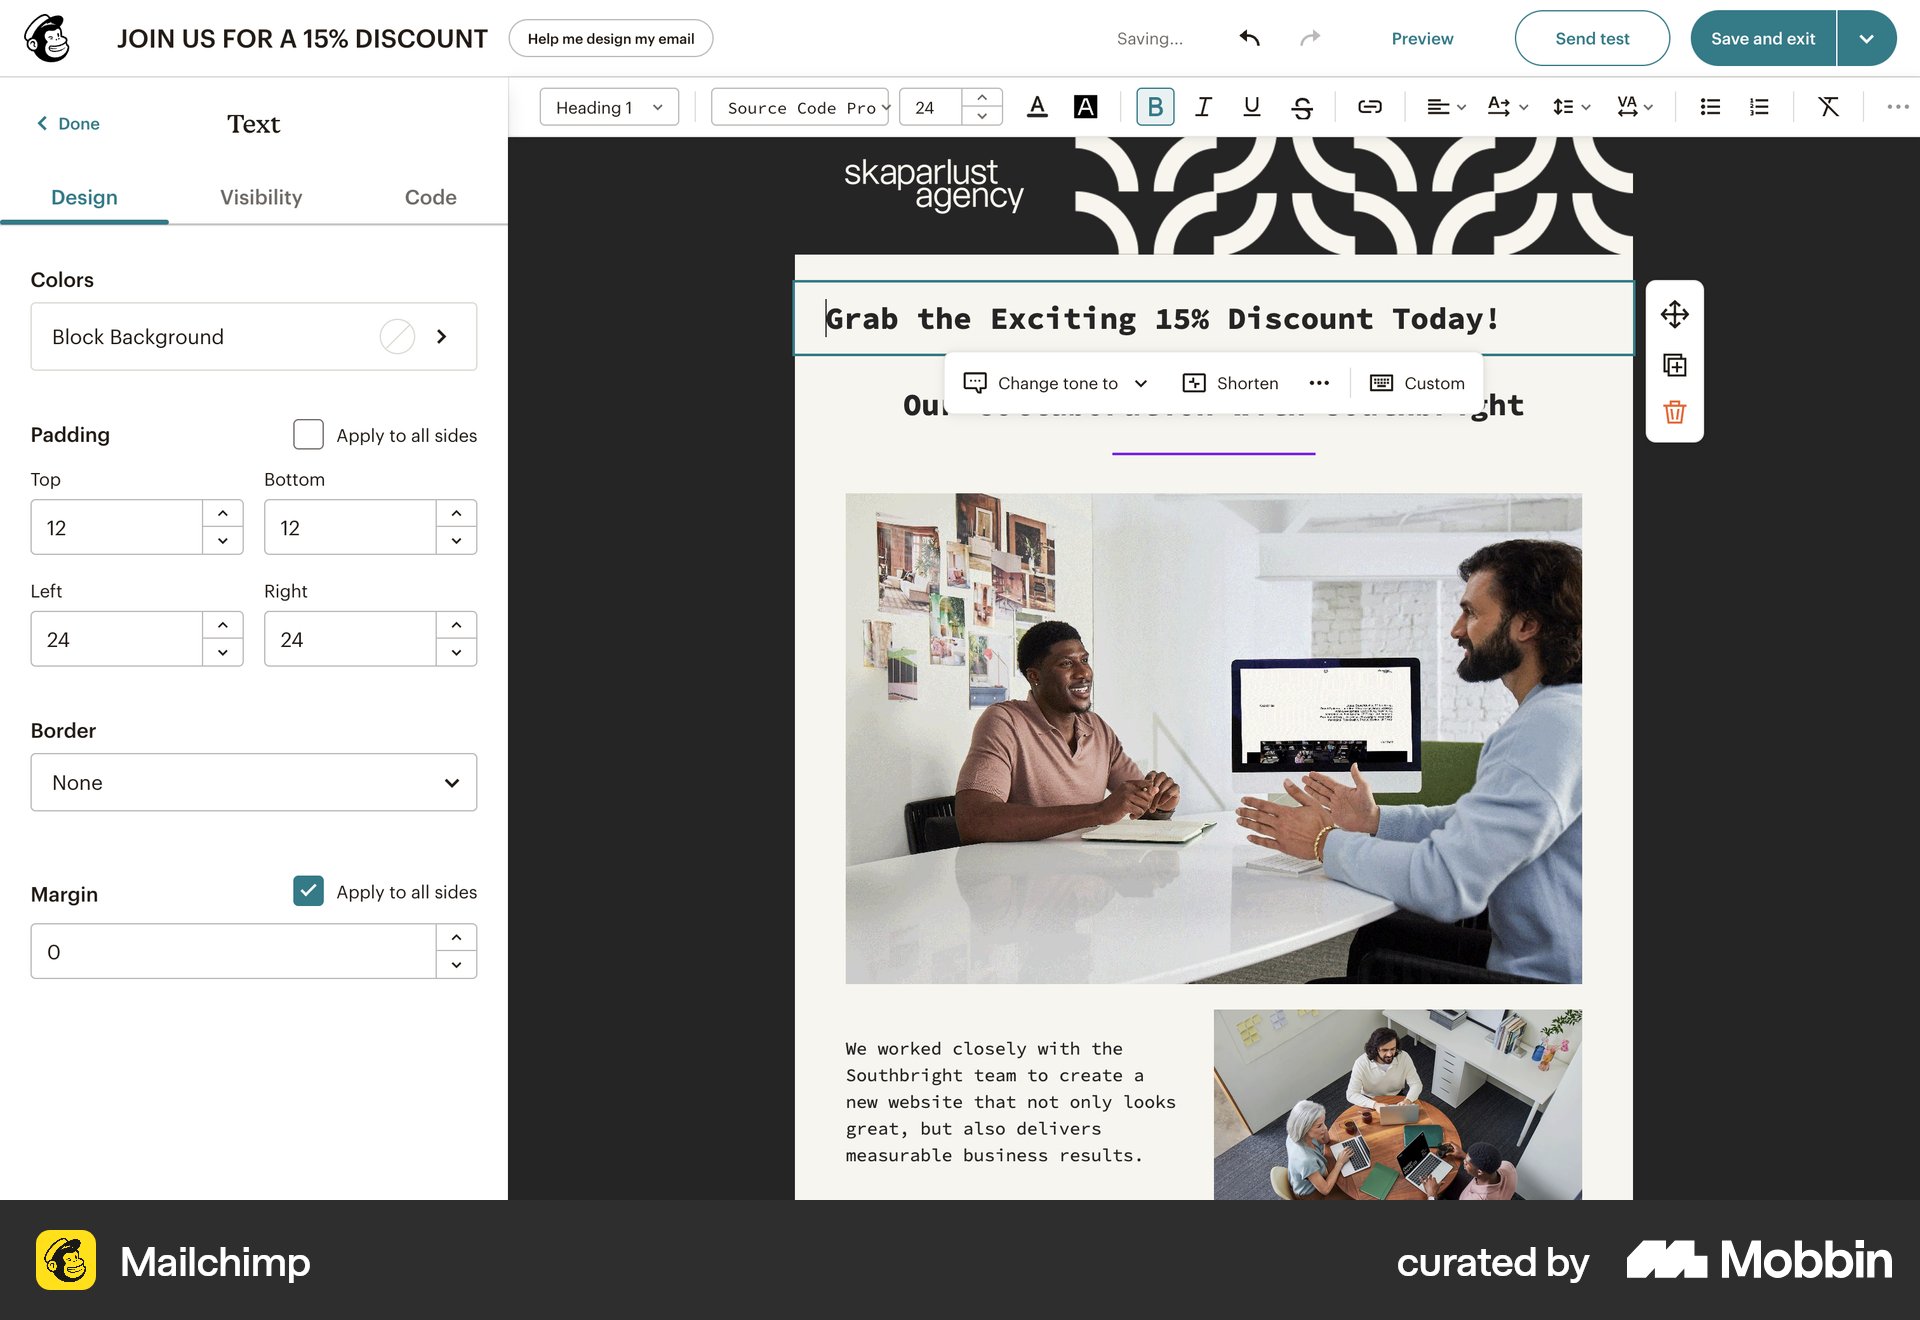 JOIN US FOR A 15% DISCOUNT
Help me design my email
Saving...
Preview
Send test
Save and exit
Done
Text
Heading 1
Source Code Pro
24
A
A
B
I
U
S
VA
Design
Visibility
Code
skaparlust
agency
Colors
Block Background
Grab the Exciting 15% Discount Today!
Change tone to
Shorten
Custom
Padding
Apply to all sides
Top
Bottom
12
12
Left
Right
24
24
Border
None
Margin
Apply to all sides
0
We worked closely with the
Southbright team to create a
new website that not only looks
great, but also delivers
measurable business results.
Mailchimp
curated by
Mobbin